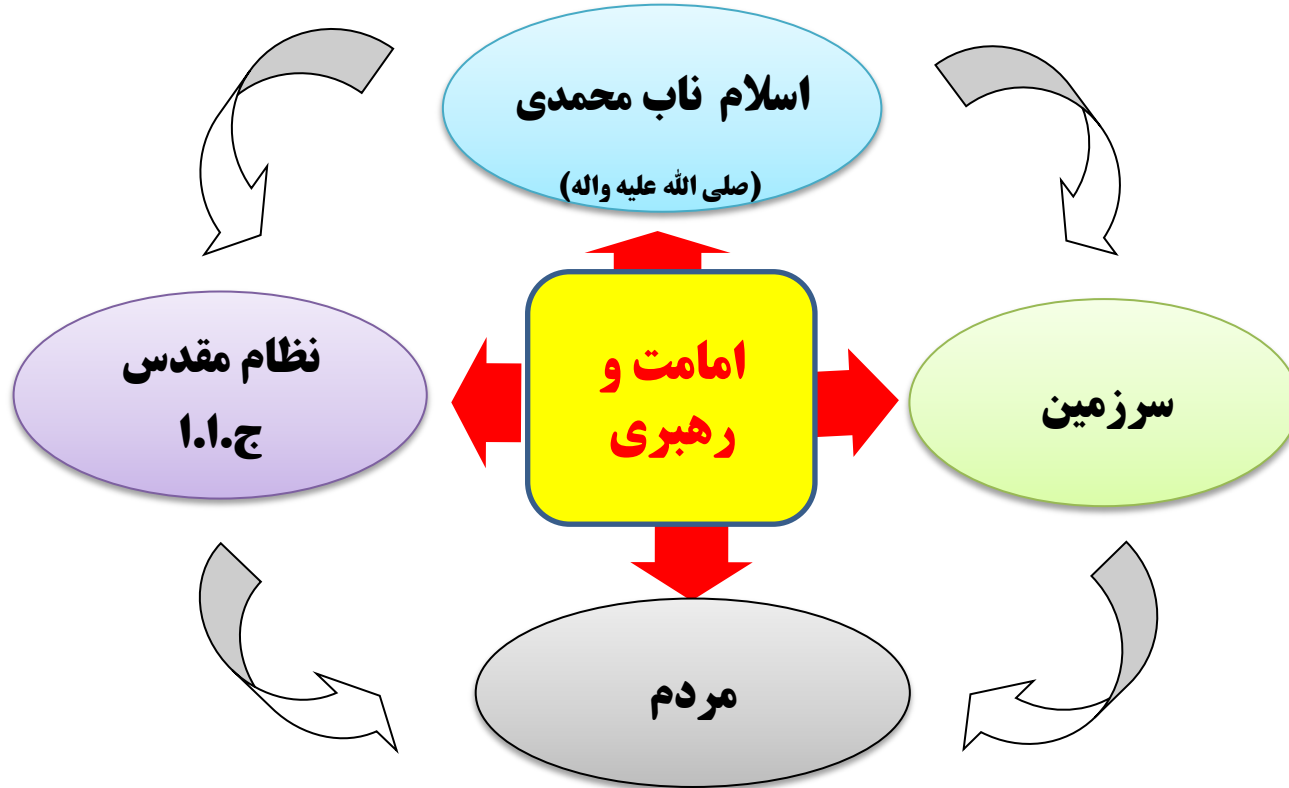 اسلام ناب محمدی
(صلی الله علیه واله)
امامت و
رهبری
سرزمین
نظام مقدس
ج.ا.ا
مردم